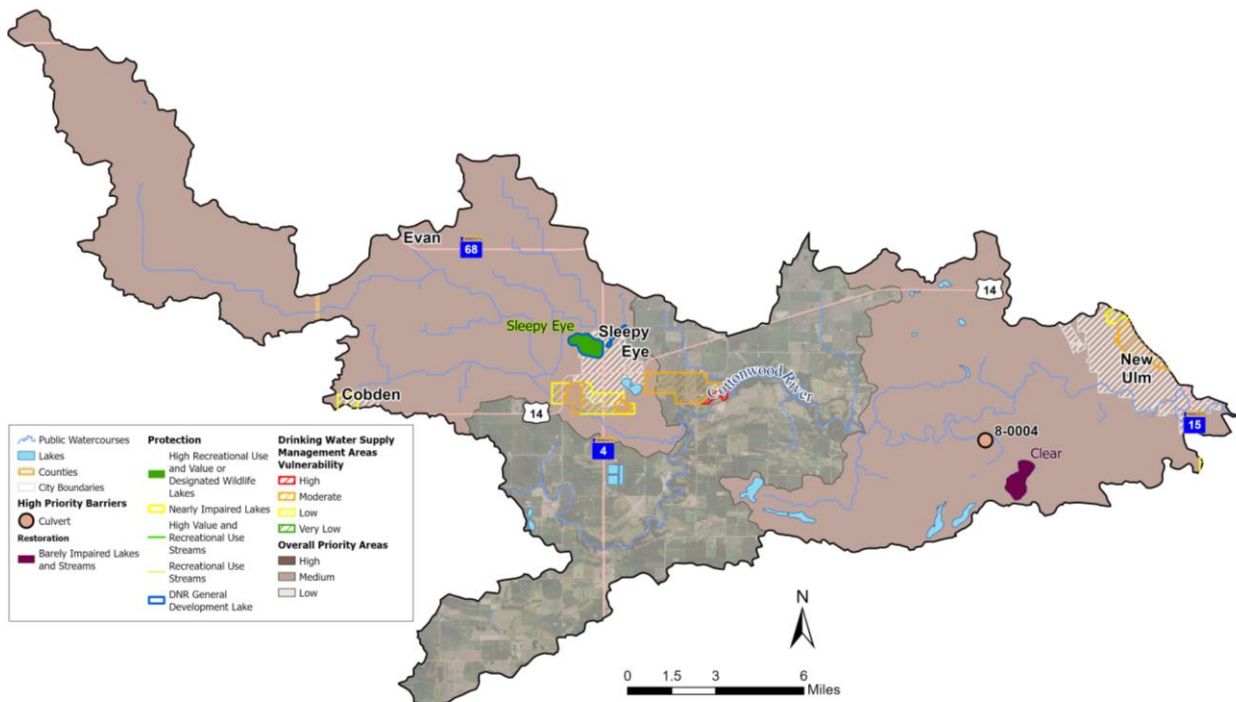 Evan
68
14
Sleepy Eye
Sleepy
Eye
Cottonwood River
New
Ulm
Cobden
14
15
8-0004
4
Clear
Public Watercourses
Lakes
Counties
City Boundaries
High Priority Barriers
Culvert
Restoration
Barely Impaired Lakes
and Streams
Protection
High Recreational Use
and Value or
Designated Wildlife
Lakes
Nearly Impaired Lakes
High Value and
Recreational Use
Streams
Recreational Use
Streams
DNR General
Development Lake
Drinking Water Supply
Management Areas
Vulnerability
High
Moderate
Low
Very Low
Overall Priority Areas
High
Medium
Low
N
0 1.5 3 6
Miles